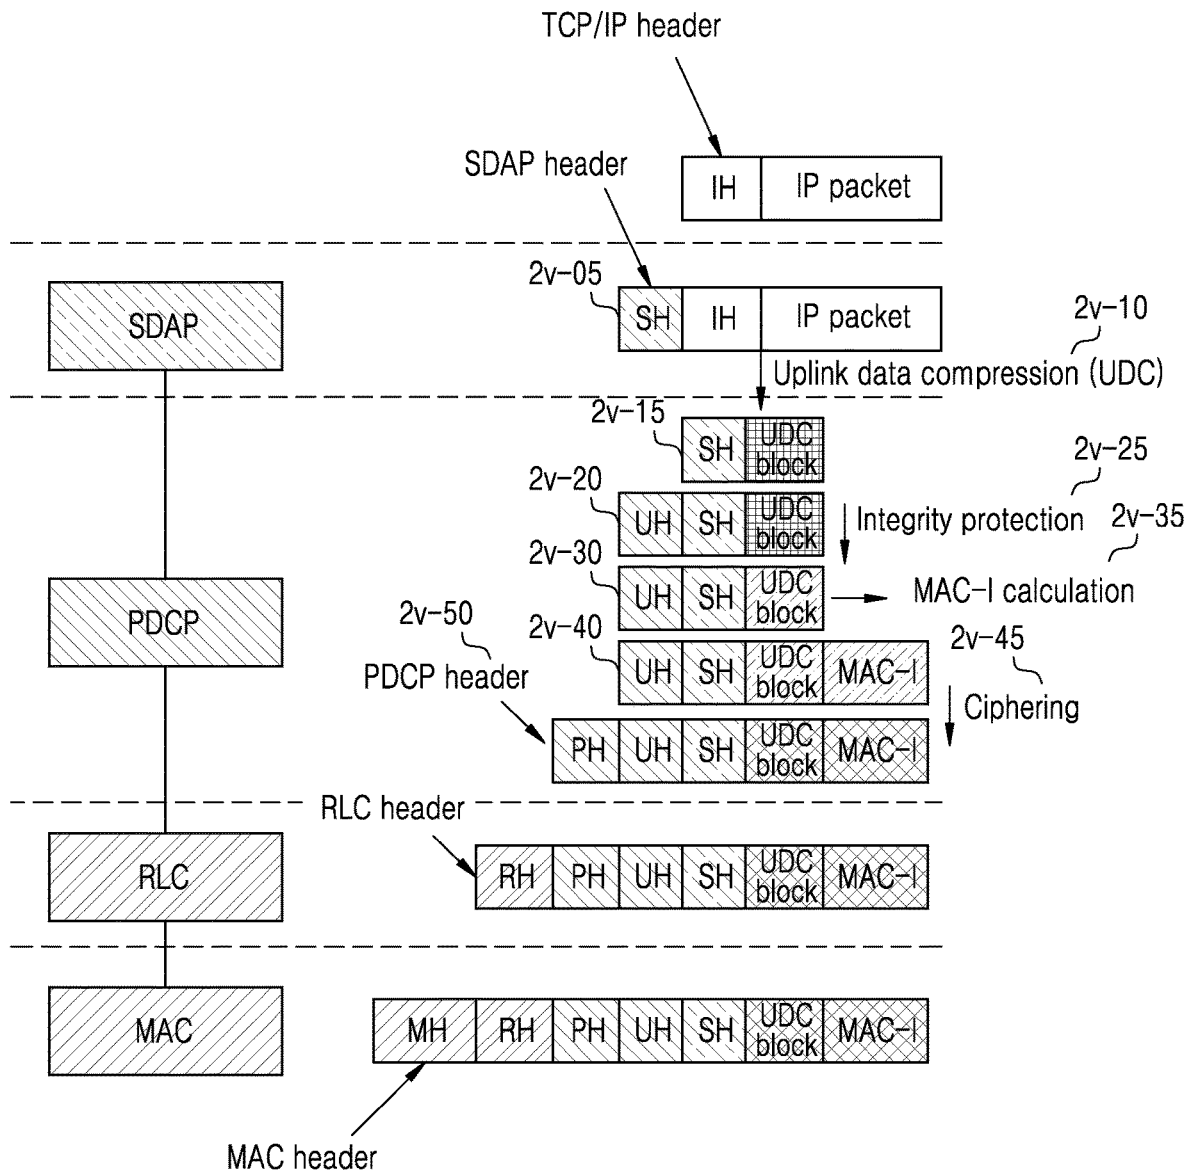 TCP/IP header
SDAP header
IH IP packet
2v-05
SDAP
SH IH IP packet
2v-10
Uplink data compression (UDC)
2v-15
SH UDC block
2v-25
2v-20
UH SH UDC block
Integrity protection
2v-35
2v-30
UH SH UDC block
MAC-I calculation
PDCP
2v-50
2v-40
2v-45
PDCP header
UH SH UDC block MAC-I
Ciphering
PH UH SH UDC block MAC-I
RLC header
RLC
RH PH UH SH UDC block MAC-I
MAC
MH RH PH UH SH UDC block MAC-I
MAC header